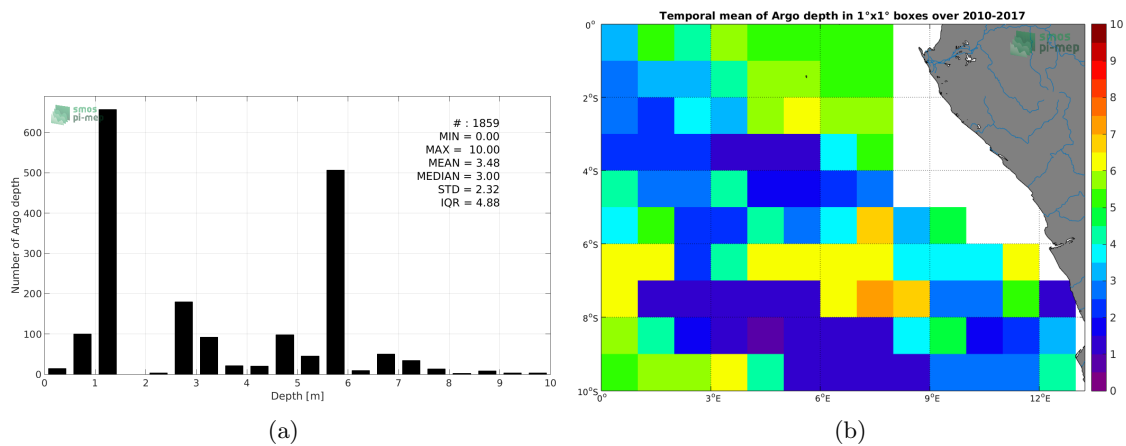 smos
pi-mep
# : 1859
MIN = 0.00
MAX = 10.00
MEAN = 3.48
MEDIAN = 3.00
STD = 2.32
IQR = 4.88
Number of Argo depth
600
500
400
300
200
100
0
0 1 2 3 4 5 6 7 8 9 10
Depth [m]
(a)
Temporal mean of Argo depth in 1°x1° boxes over 2010-2017
smos
pi-mep
0°
2°S
4°S
6°S
8°S
10°S
0° 3°E 6°E 9°E 12°E
10
9
8
7
6
5
4
3
2
1
0
(b)